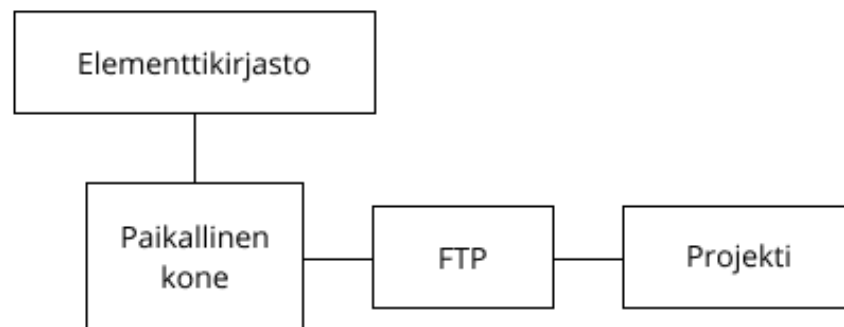 Elementtikirjasto
Paikallinen
kone
FTP
Projekti